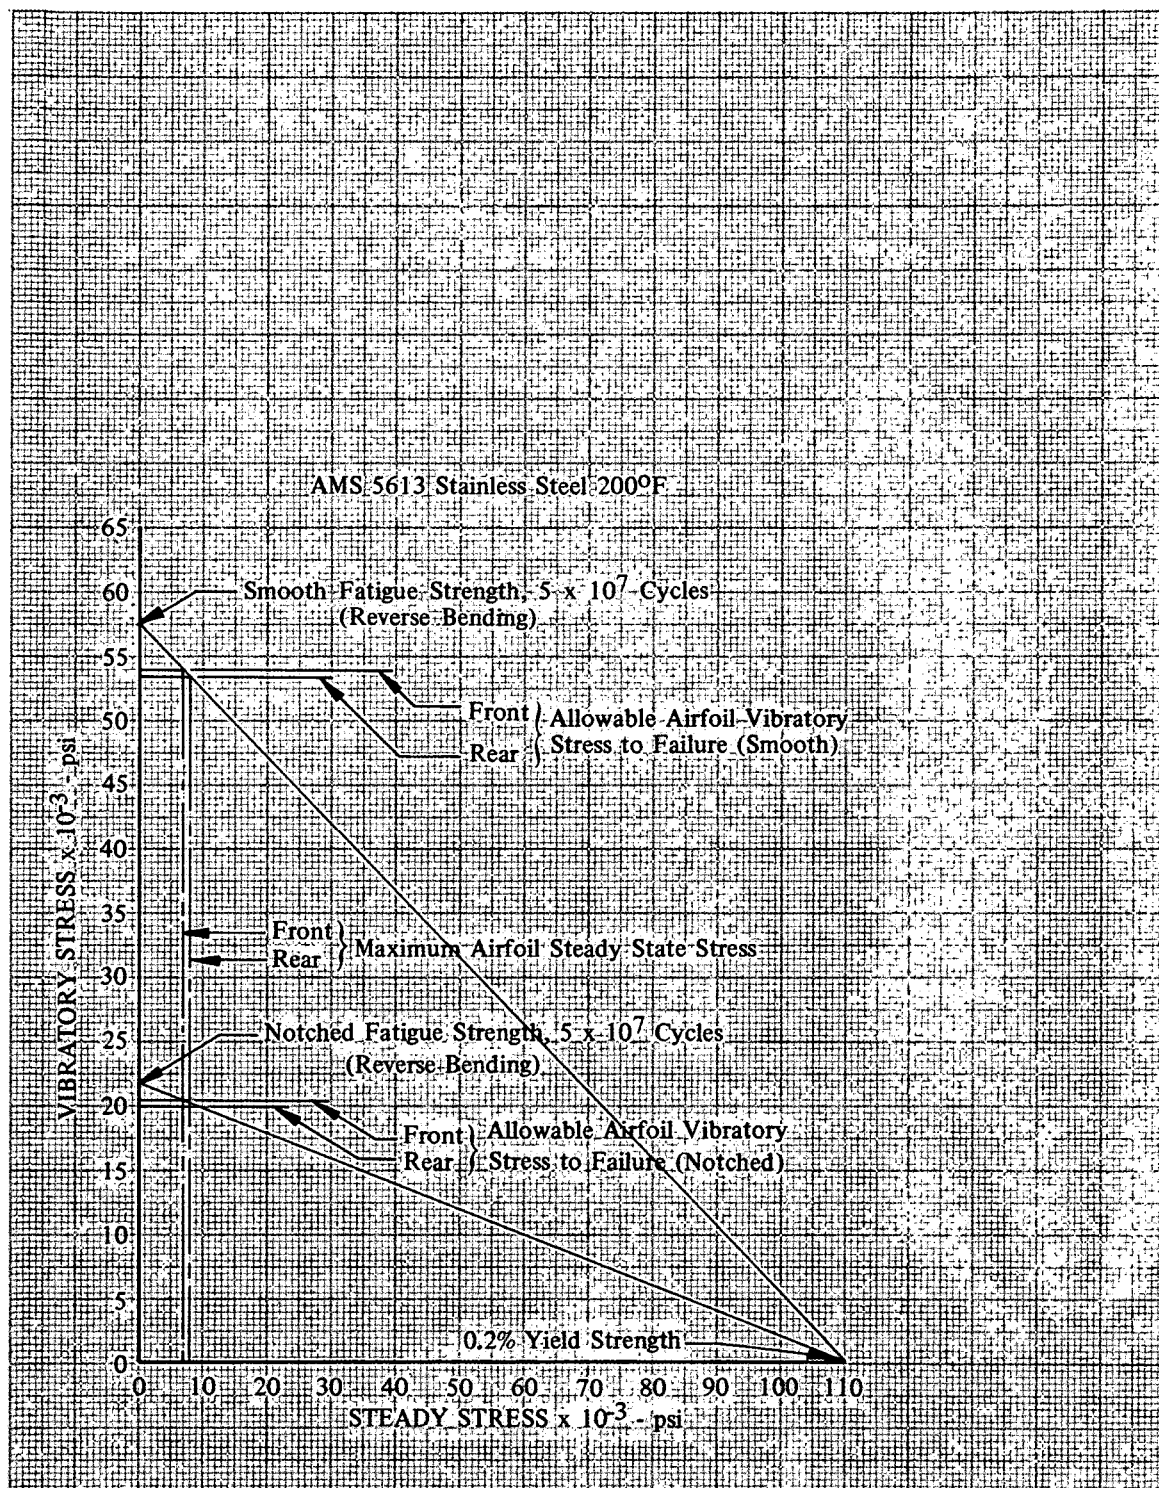 AMS 5613 Stainless Steel 200°F
65
60
55
50
45
40
35
30
25
20
15
10
5
0
VIBRATORY STRESS x 10⁻³ - psi
Smooth Fatigue Strength, 5 x 10⁷ Cycles
(Reverse Bending)
Front
Rear
Allowable Airfoil Vibratory
Stress to Failure (Smooth)
Front
Rear
Maximum Airfoil Steady State Stress
Notched Fatigue Strength, 5 x 10⁷ Cycles
(Reverse Bending)
Front
Rear
Allowable Airfoil Vibratory
Stress to Failure (Notched)
0.2% Yield Strength
0 10 20 30 40 50 60 70 80 90 100 110
STEADY STRESS x 10⁻³ - psi